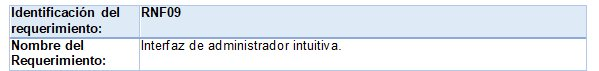 Identificación del RNF09
requerimiento:
Nombre del Interfaz de administrador intuitiva.
Requerimiento: